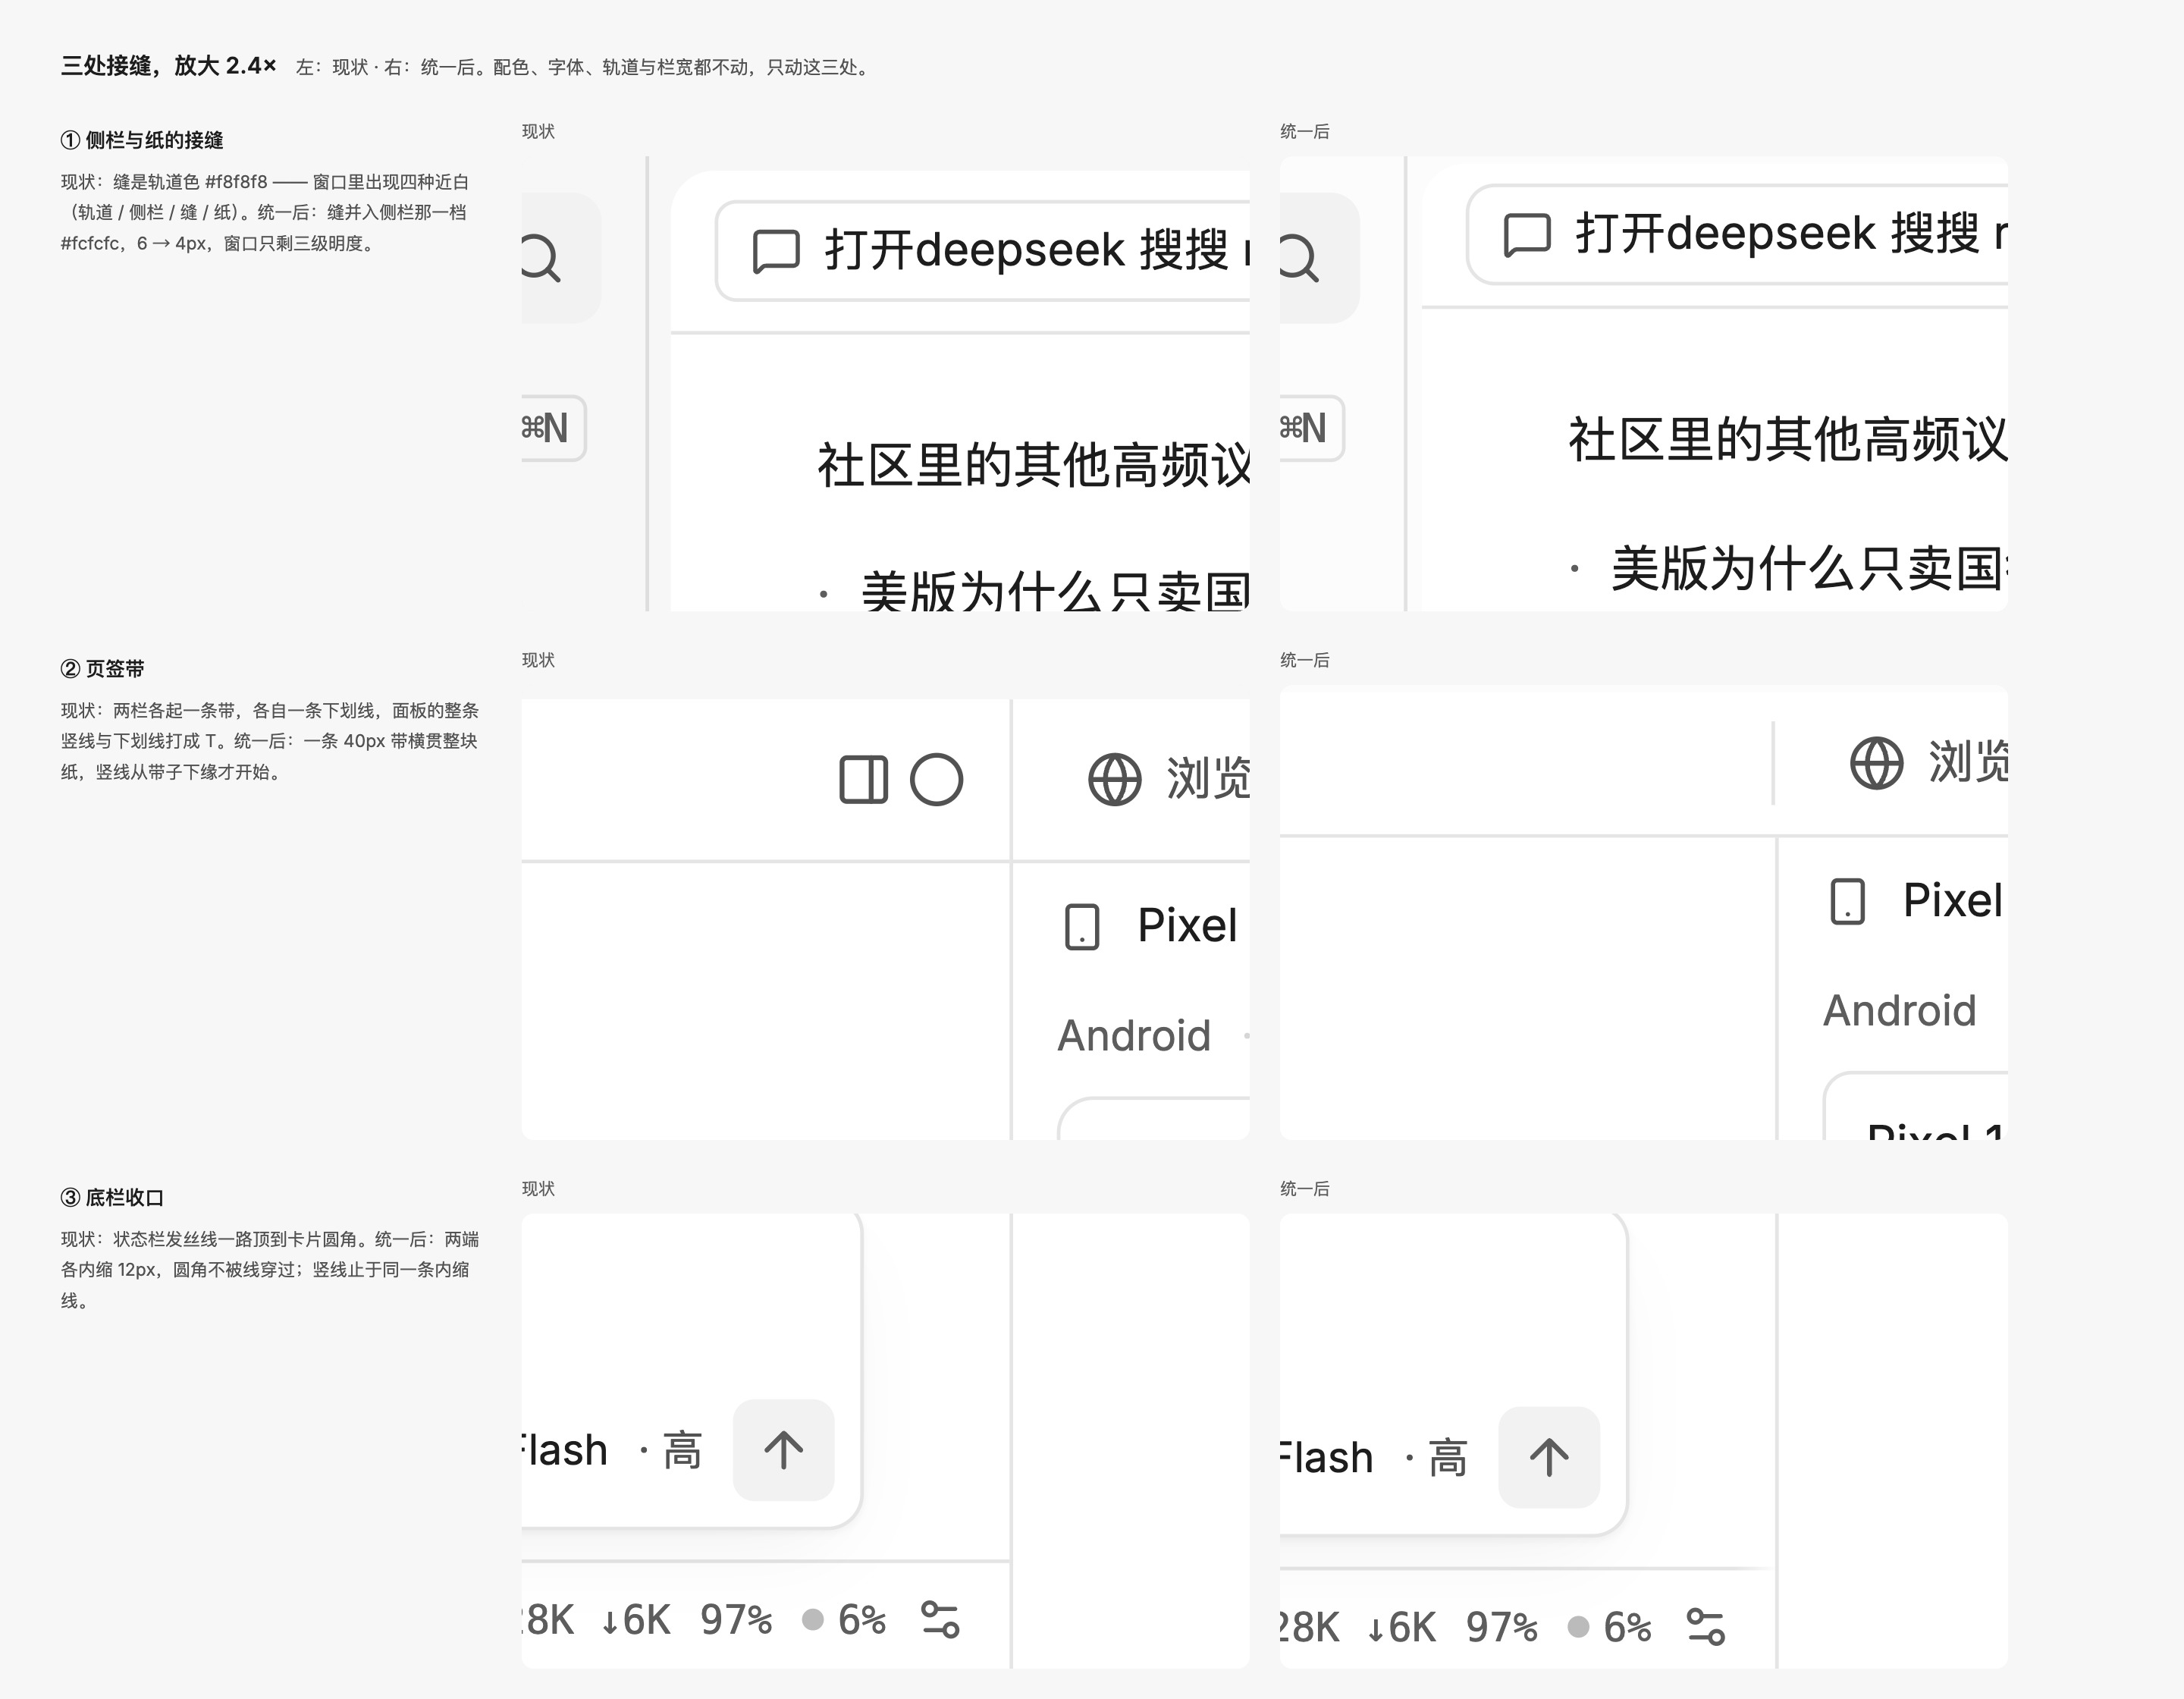 三处接缝，放大 2.4× 左：现状 · 右：统一后。配色、字体、轨道与栏宽都不动，只动这三处。
① 侧栏与纸的接缝
现状：缝是轨道色 #f8f8f8 —— 窗口里出现四种近白
（轨道 / 侧栏 / 缝 / 纸）。统一后：缝并入侧栏那一档
#fcfcfc，6 → 4px，窗口只剩三级明度。
现状
打开deepseek 搜搜
⌘N
社区里的其他高频议
· 美版为什么只卖国
统一后
打开deepseek 搜搜 r
⌘N
社区里的其他高频议
· 美版为什么只卖国
② 页签带
现状：两栏各起一条带，各自一条下划线，面板的整条
竖线与下划线打成 T。统一后：一条 40px 带横贯整块
纸，竖线从带子下缘才开始。
现状
浏览
Pixel
Android ·
统一后
浏览
Pixel
Android
Pixel 1
③ 底栏收口
现状：状态栏发丝线一路顶到卡片圆角。统一后：两端
各内缩 12px，圆角不被线穿过；竖线止于同一条内缩
线。
现状
Flash · 高
28K ↓6K 97% 6%
统一后
Flash · 高
28K ↓6K 97% 6%